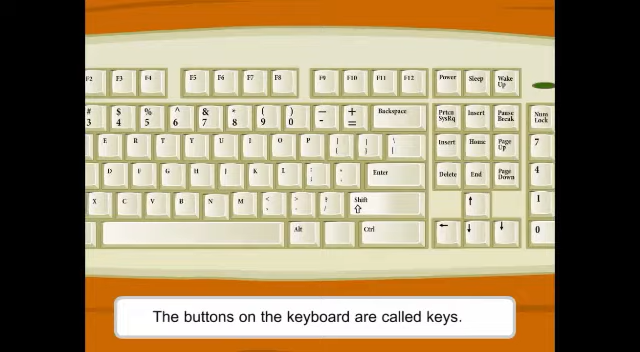 F2 F3 F4 F5 F6 F7 F8 F9 F10 F11 F12 Power Sleep Wake Up
# 3 $ 4 % 5 ^ 6 & 7 * 8 ( 9 ) 0 — - + = Backspace Prtcn SysRq Insert Pause Break Num Lock
E R T Y U I O P \ | Insert Home Page Up 7
D F G H J K L Enter Delete End Page Down 4
X C V B N M < , > . ? / Shift ⇧ ↑ 1
Alt Ctrl ← ↓ ↓ 0
The buttons on the keyboard are called keys.